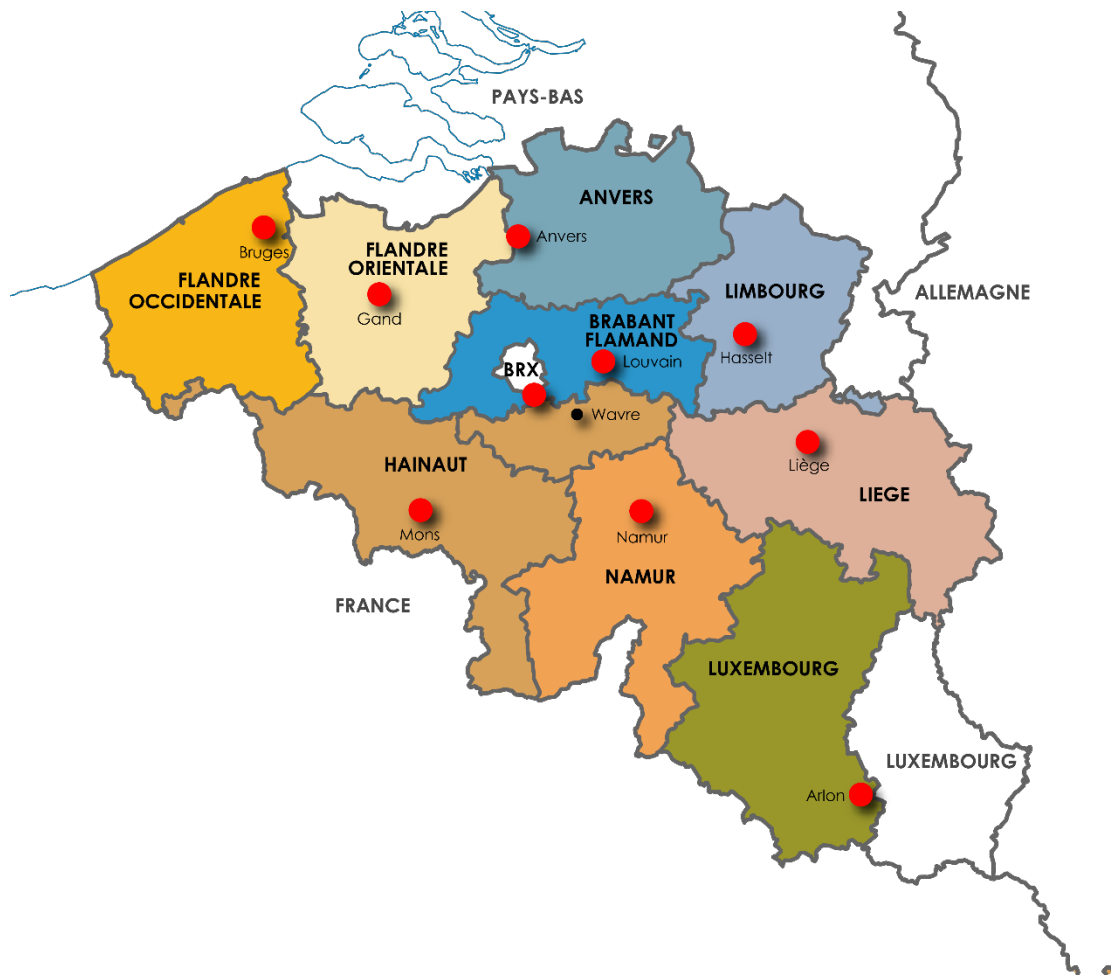 PAYS-BAS
ANVERS
Bruges
Anvers
FLANDRE
ORIENTALE
FLANDRE
OCCIDENTALE
LIMBOURG
ALLEMAGNE
Gand
BRABANT
FLAMAND
Hasselt
BRX
Louvain
Wavre
HAINAUT
Liège
LIEGE
Mons
Namur
NAMUR
FRANCE
LUXEMBOURG
LUXEMBOURG
Arlon